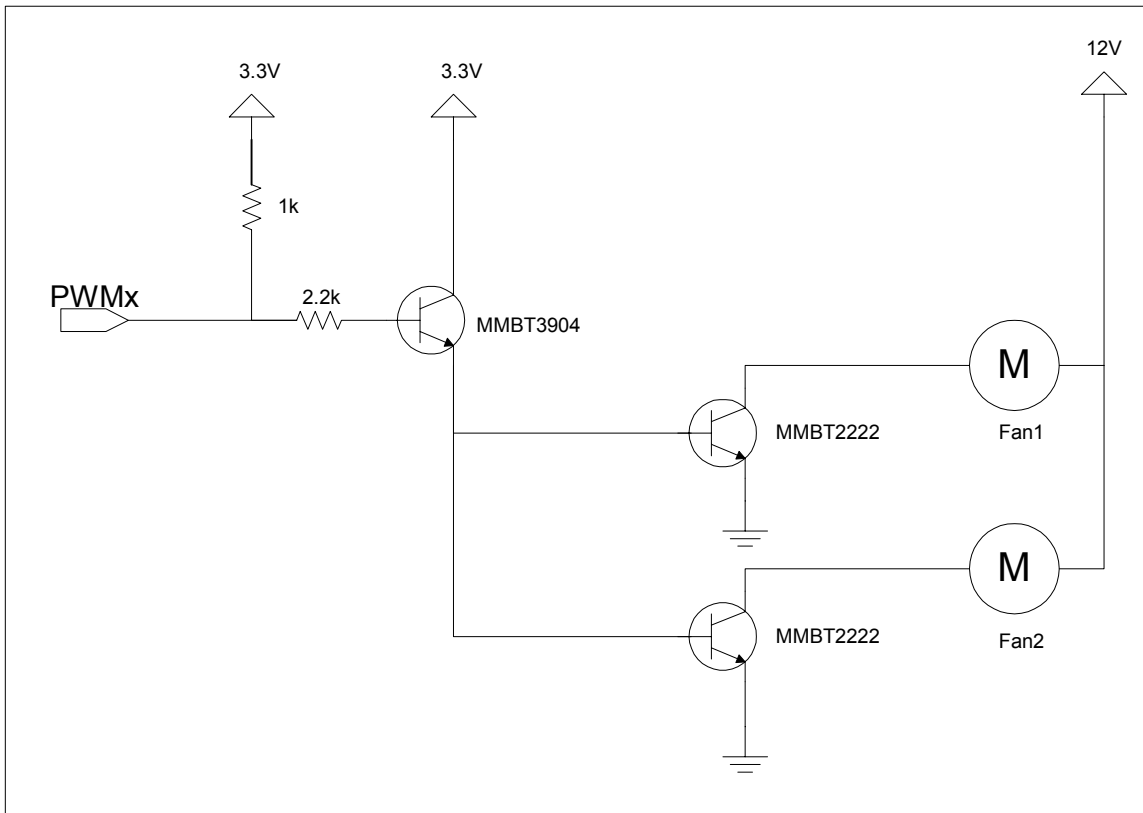 12V
3.3V
3.3V
1k
PWMx
2.2k
MMBT3904
M
MMBT2222
Fan1
M
MMBT2222
Fan2